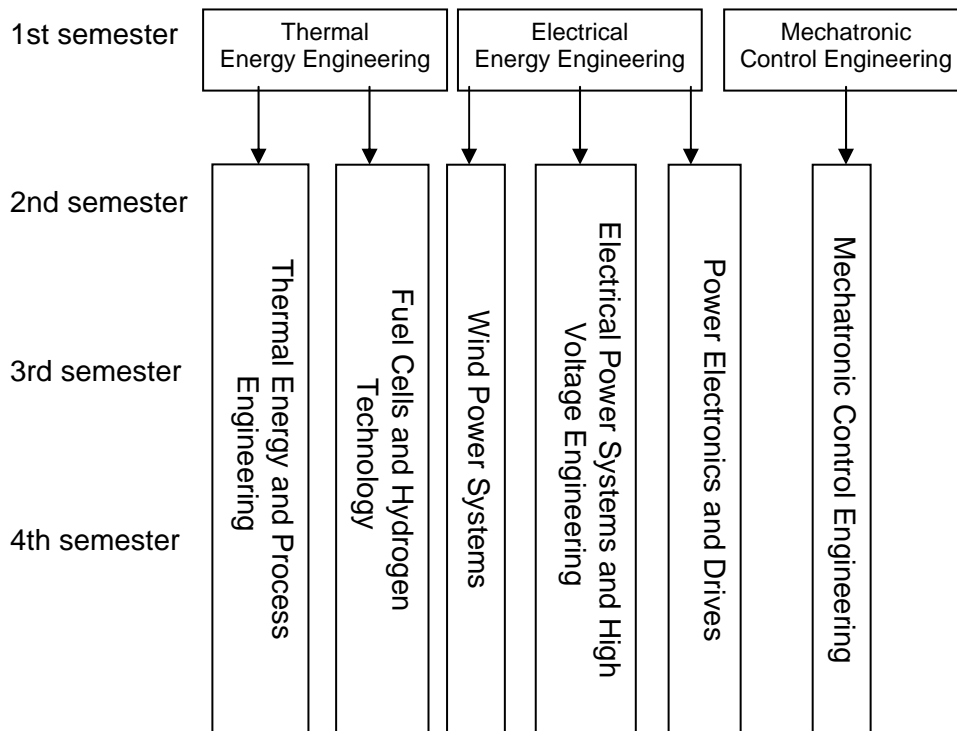 1st semester
Thermal
Energy Engineering
Electrical
Energy Engineering
Mechatronic
Control Engineering
2nd semester
3rd semester
4th semester
Thermal Energy and Process
Engineering
Fuel Cells and Hydrogen
Technology
Wind Power Systems
Electrical Power Systems and High
Voltage Engineering
Power Electronics and Drives
Mechatronic Control Engineering